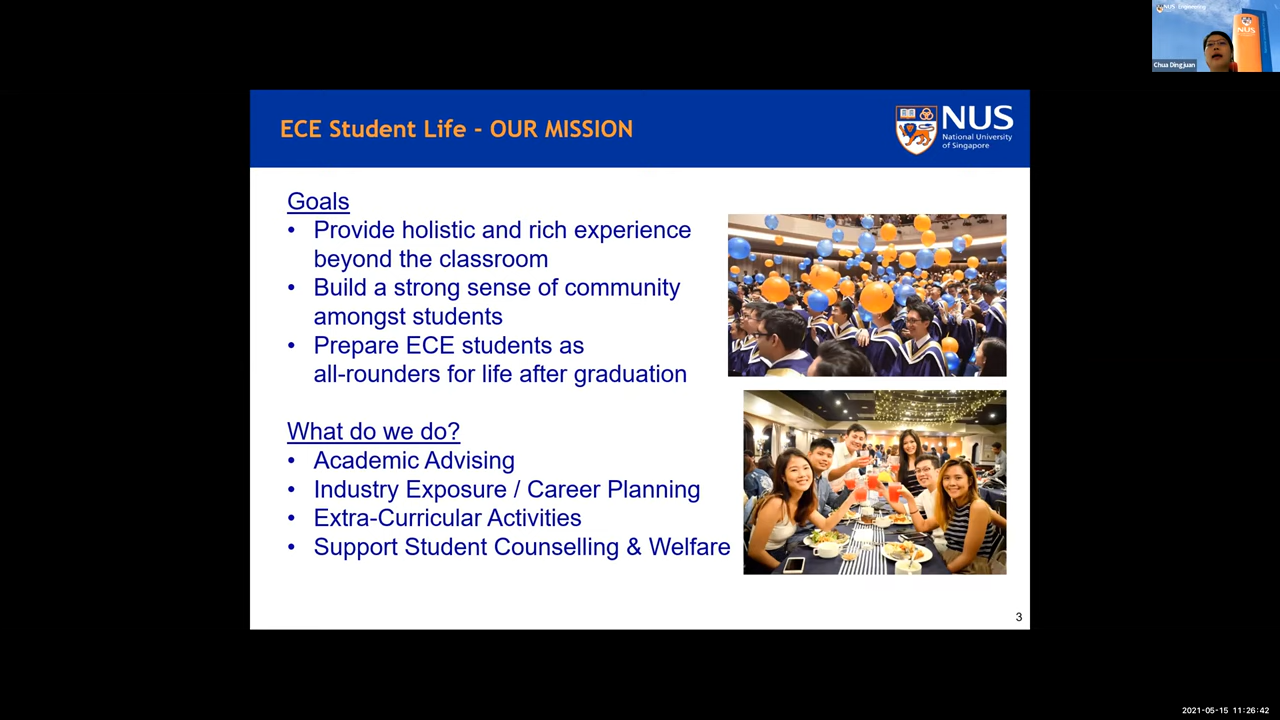 NUS Engineering
NUS
Chua Dingjuan
ECE Student Life - OUR MISSION
NUS
National University
of Singapore
Goals
• Provide holistic and rich experience
beyond the classroom
• Build a strong sense of community
amongst students
• Prepare ECE students as
all-rounders for life after graduation
What do we do?
• Academic Advising
• Industry Exposure / Career Planning
• Extra-Curricular Activities
• Support Student Counselling & Welfare
3
2021-05-15 11:26:42